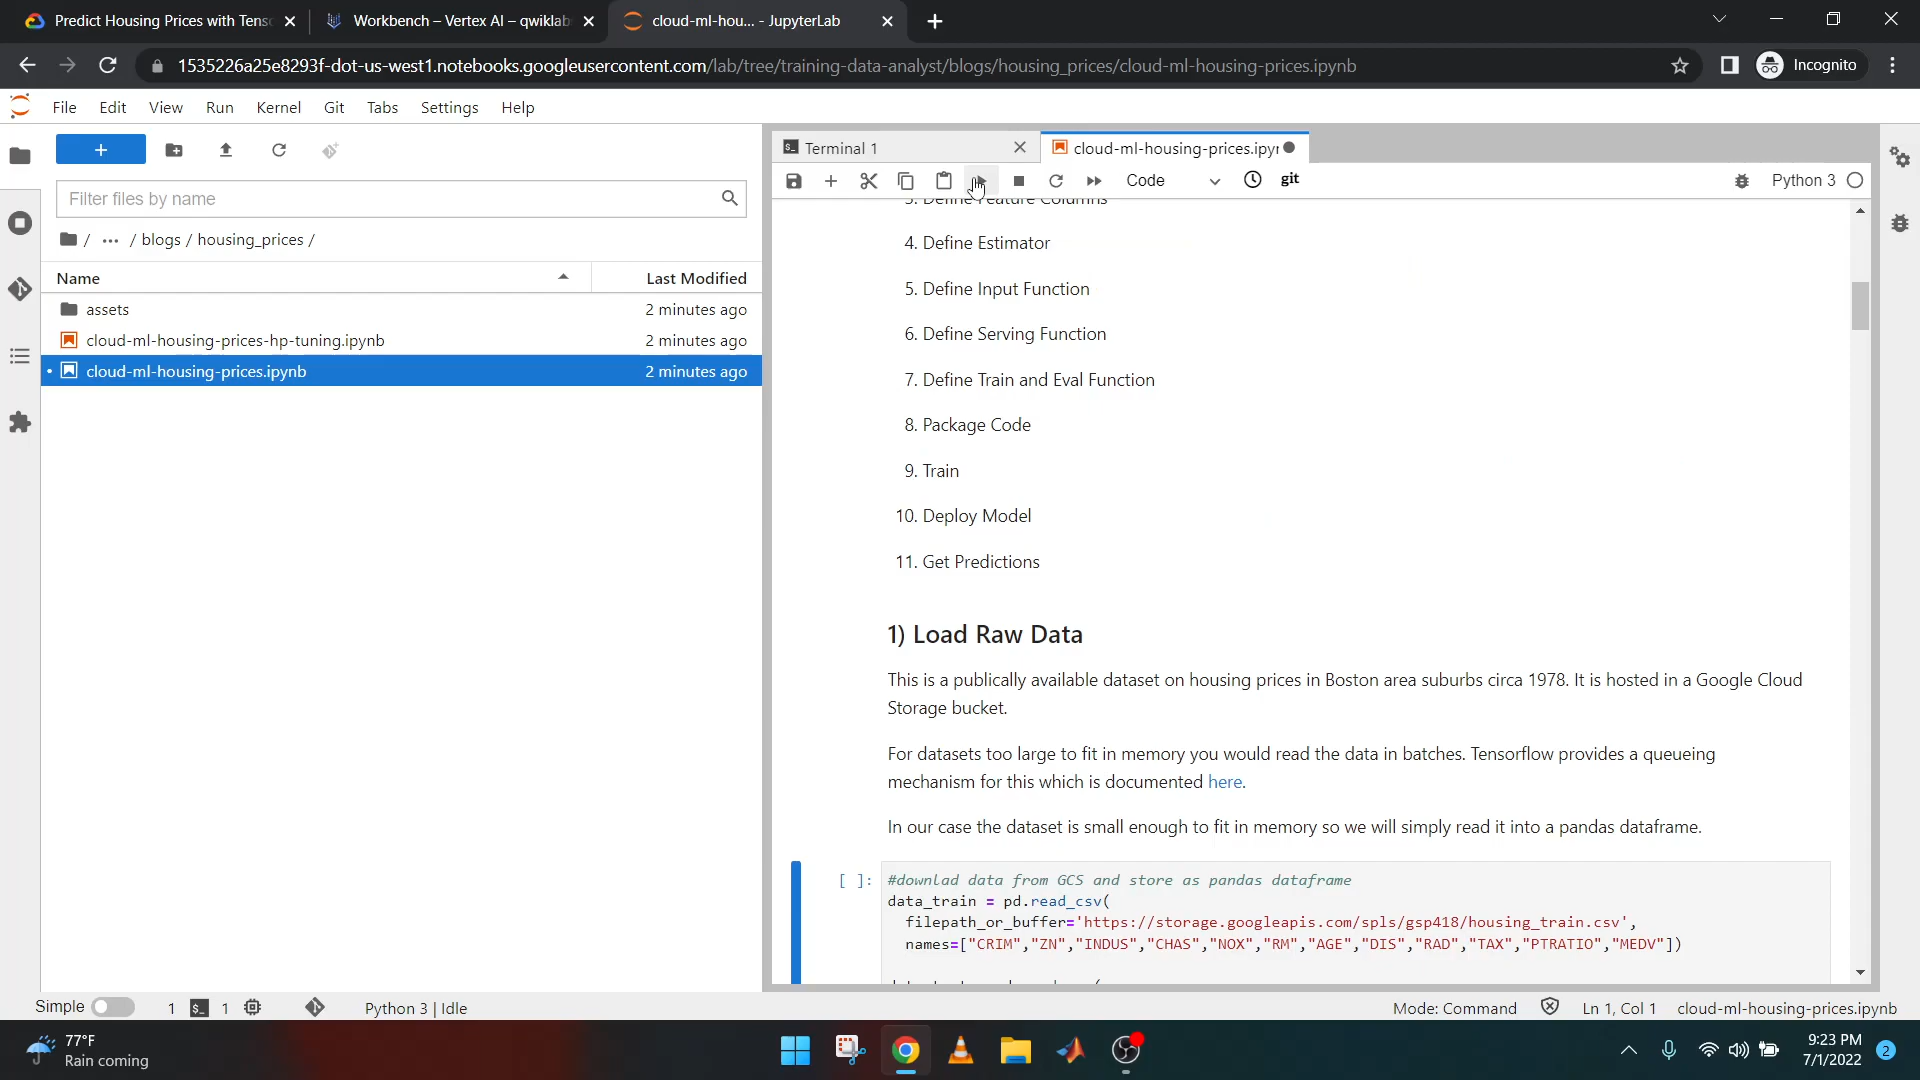 Predict Housing Prices with Tens
Workbench – Vertex AI – qwiklab
cloud-ml-hou... - JupyterLab
1535226a25e8293f-dot-us-west1.notebooks.googleusercontent.com/lab/tree/training-data-analyst/blogs/housing_prices/cloud-ml-housing-prices.ipynb
Incognito
File Edit View Run Kernel Git Tabs Settings Help
Terminal 1
cloud-ml-housing-prices.ipyr
Code
git
Python 3
Filter files by name
/ ... / blogs / housing_prices /
Name Last Modified
assets 2 minutes ago
cloud-ml-housing-prices-hp-tuning.ipynb 2 minutes ago
cloud-ml-housing-prices.ipynb 2 minutes ago
3. Define Feature Columns
4. Define Estimator
5. Define Input Function
6. Define Serving Function
7. Define Train and Eval Function
8. Package Code
9. Train
10. Deploy Model
11. Get Predictions
1) Load Raw Data
This is a publically available dataset on housing prices in Boston area suburbs circa 1978. It is hosted in a Google Cloud
Storage bucket.
For datasets too large to fit in memory you would read the data in batches. Tensorflow provides a queueing
mechanism for this which is documented here.
In our case the dataset is small enough to fit in memory so we will simply read it into a pandas dataframe.
[ ]: #downlad data from GCS and store as pandas dataframe
data_train = pd.read_csv(
filepath_or_buffer='https://storage.googleapis.com/spls/gsp418/housing_train.csv',
names=["CRIM","ZN","INDUS","CHAS","NOX","RM","AGE","DIS","RAD","TAX","PTRATIO","MEDV"])
Simple 1 1 Python 3 | Idle
Mode: Command Ln 1, Col 1 cloud-ml-housing-prices.ipynb
77°F
Rain coming
9:23 PM
7/1/2022
2